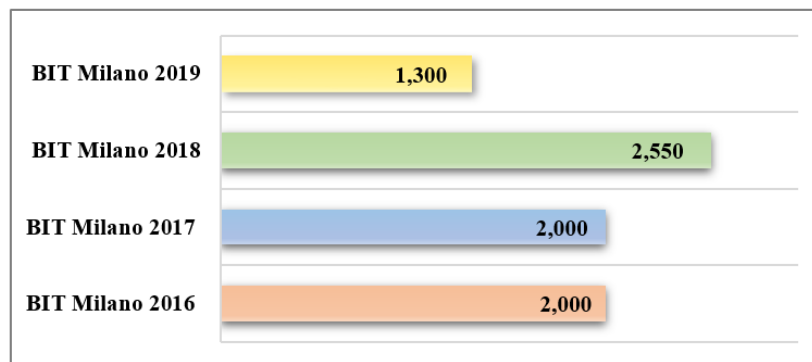 BIT Milano 2019 1,300
BIT Milano 2018 2,550
BIT Milano 2017 2,000
BIT Milano 2016 2,000